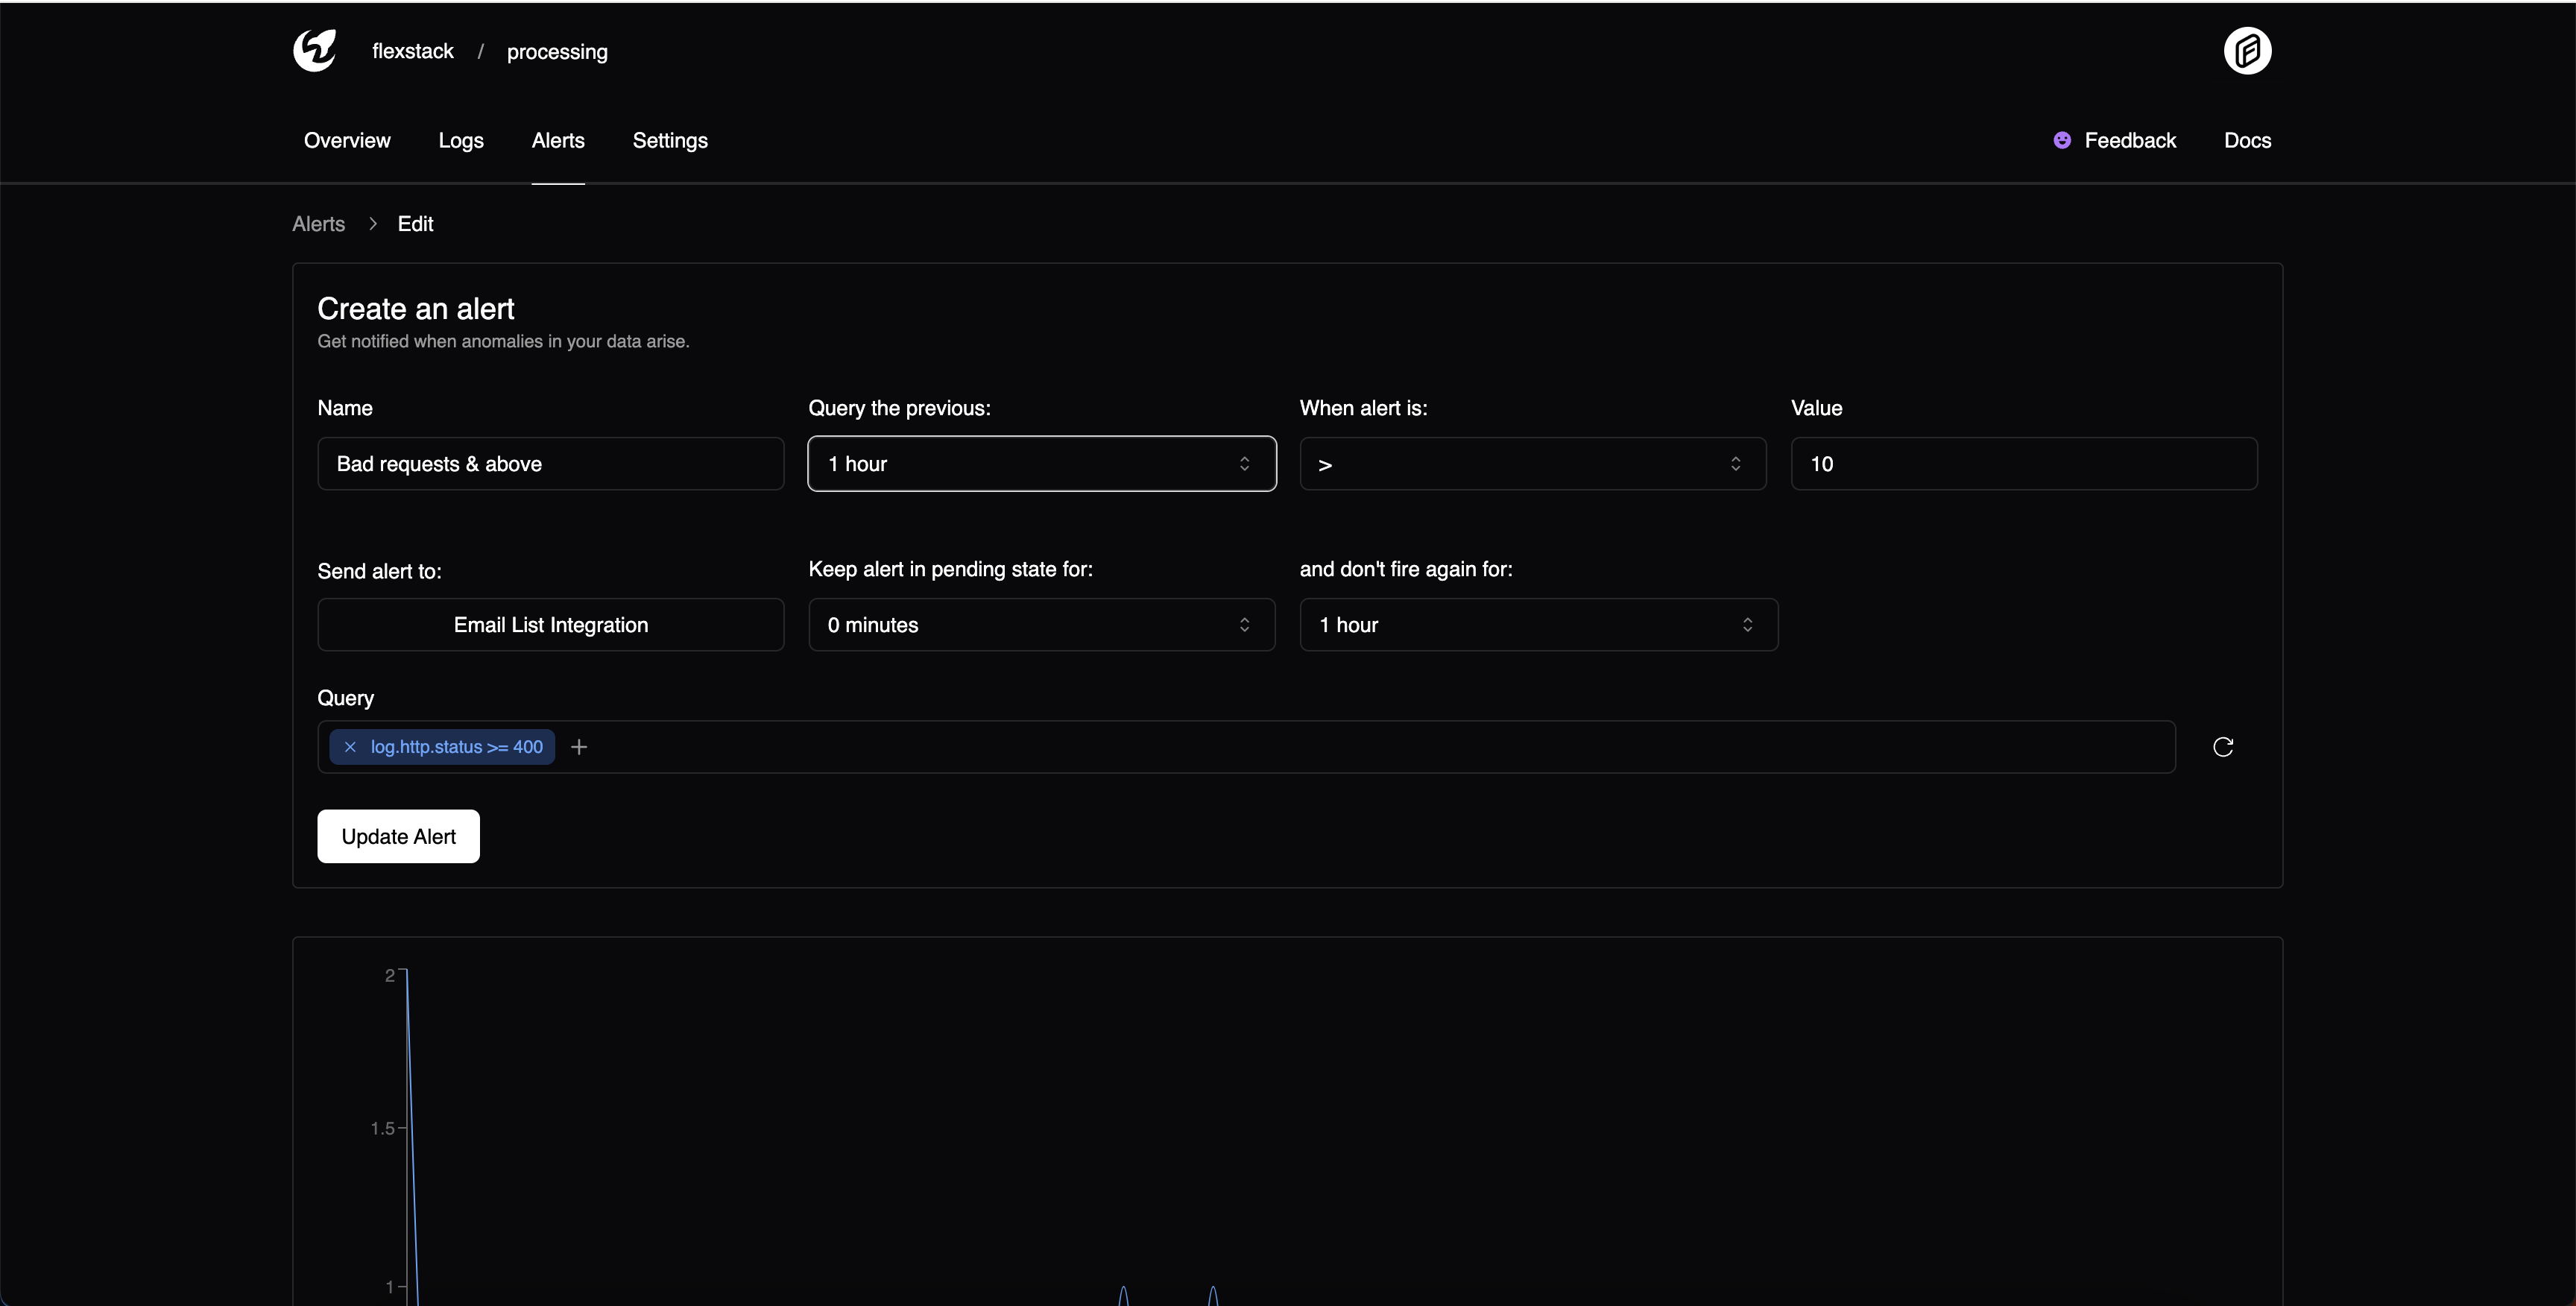 flexstack / processing
Overview Logs Alerts Settings Feedback Docs
Alerts > Edit
Create an alert
Get notified when anomalies in your data arise.
Name Query the previous: When alert is: Value
Bad requests & above 1 hour > 10
Send alert to: Keep alert in pending state for: and don't fire again for:
Email List Integration 0 minutes 1 hour
Query
log.http.status >= 400
Update Alert
2
1.5
1